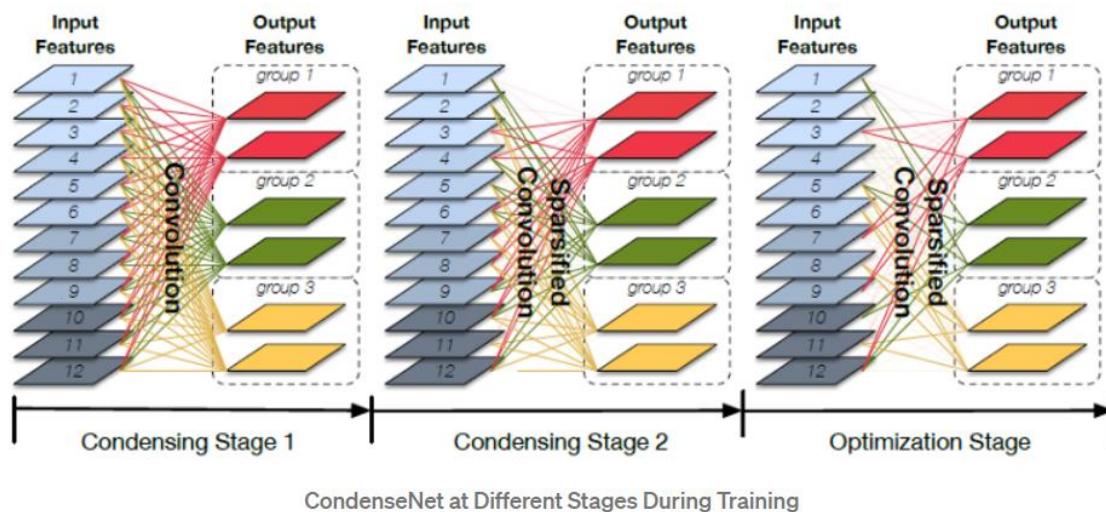 Input Features
Output Features
1
2
3
4
5
6
7
8
9
10
11
12
group 1
group 2
group 3
Convolution
Condensing Stage 1
Input Features
Output Features
1
2
3
4
5
6
7
8
9
10
11
12
group 1
group 2
group 3
Sparsified
Convolution
Condensing Stage 2
Input Features
Output Features
1
2
3
4
5
6
7
8
9
10
11
12
group 1
group 2
group 3
Sparsified
Convolution
Optimization Stage
CondenseNet at Different Stages During Training